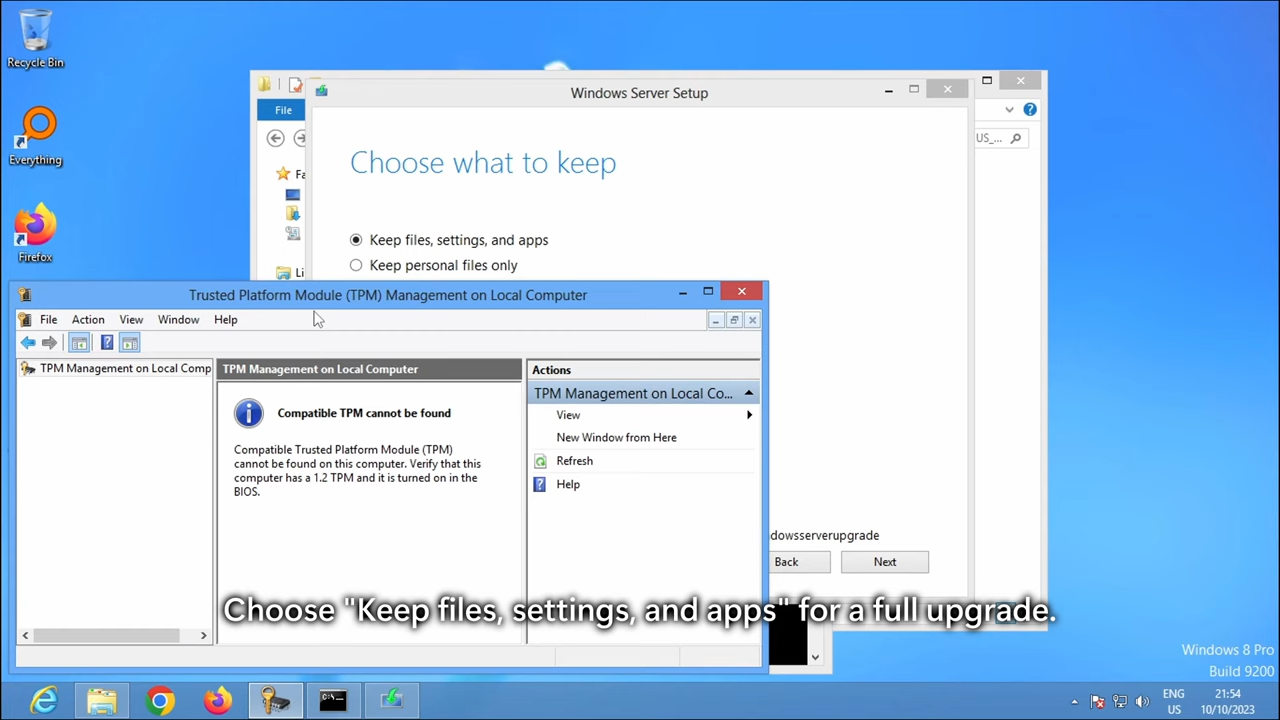 Recycle Bin
Everything
Firefox
Windows Server Setup
File
US_...
Choose what to keep
Keep files, settings, and apps
Keep personal files only
Trusted Platform Module (TPM) Management on Local Computer
File Action View Window Help
TPM Management on Local Comp
TPM Management on Local Computer
Compatible TPM cannot be found
Compatible Trusted Platform Module (TPM)
cannot be found on this computer. Verify that this
computer has a 1.2 TPM and it is turned on in the
BIOS.
Actions
TPM Management on Local Co...
View
New Window from Here
Refresh
Help
dowsserverupgrade
Back Next
Choose "Keep files, settings, and apps" for a full upgrade.
Windows 8 Pro
Build 9200
ENG
US
21:54
10/10/2023